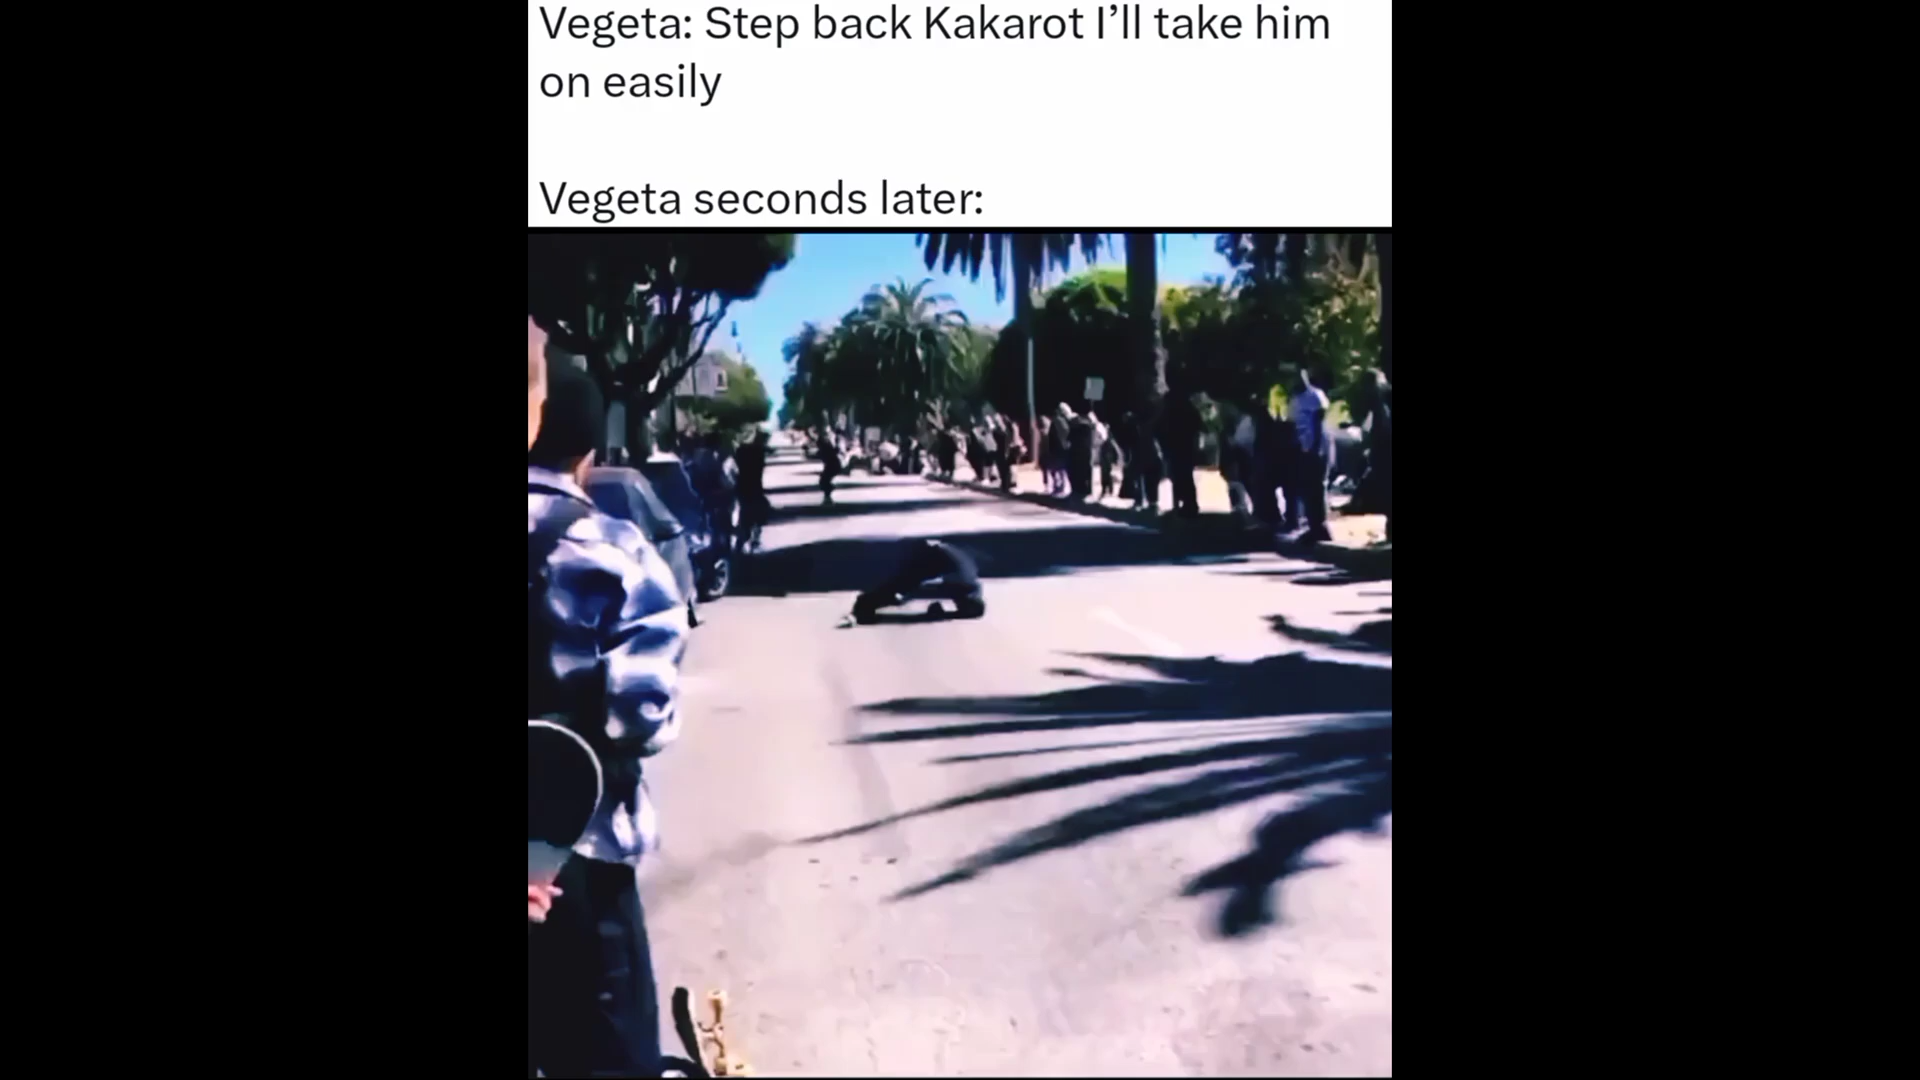 Vegeta: Step back Kakarot I’ll take him
on easily
Vegeta seconds later: